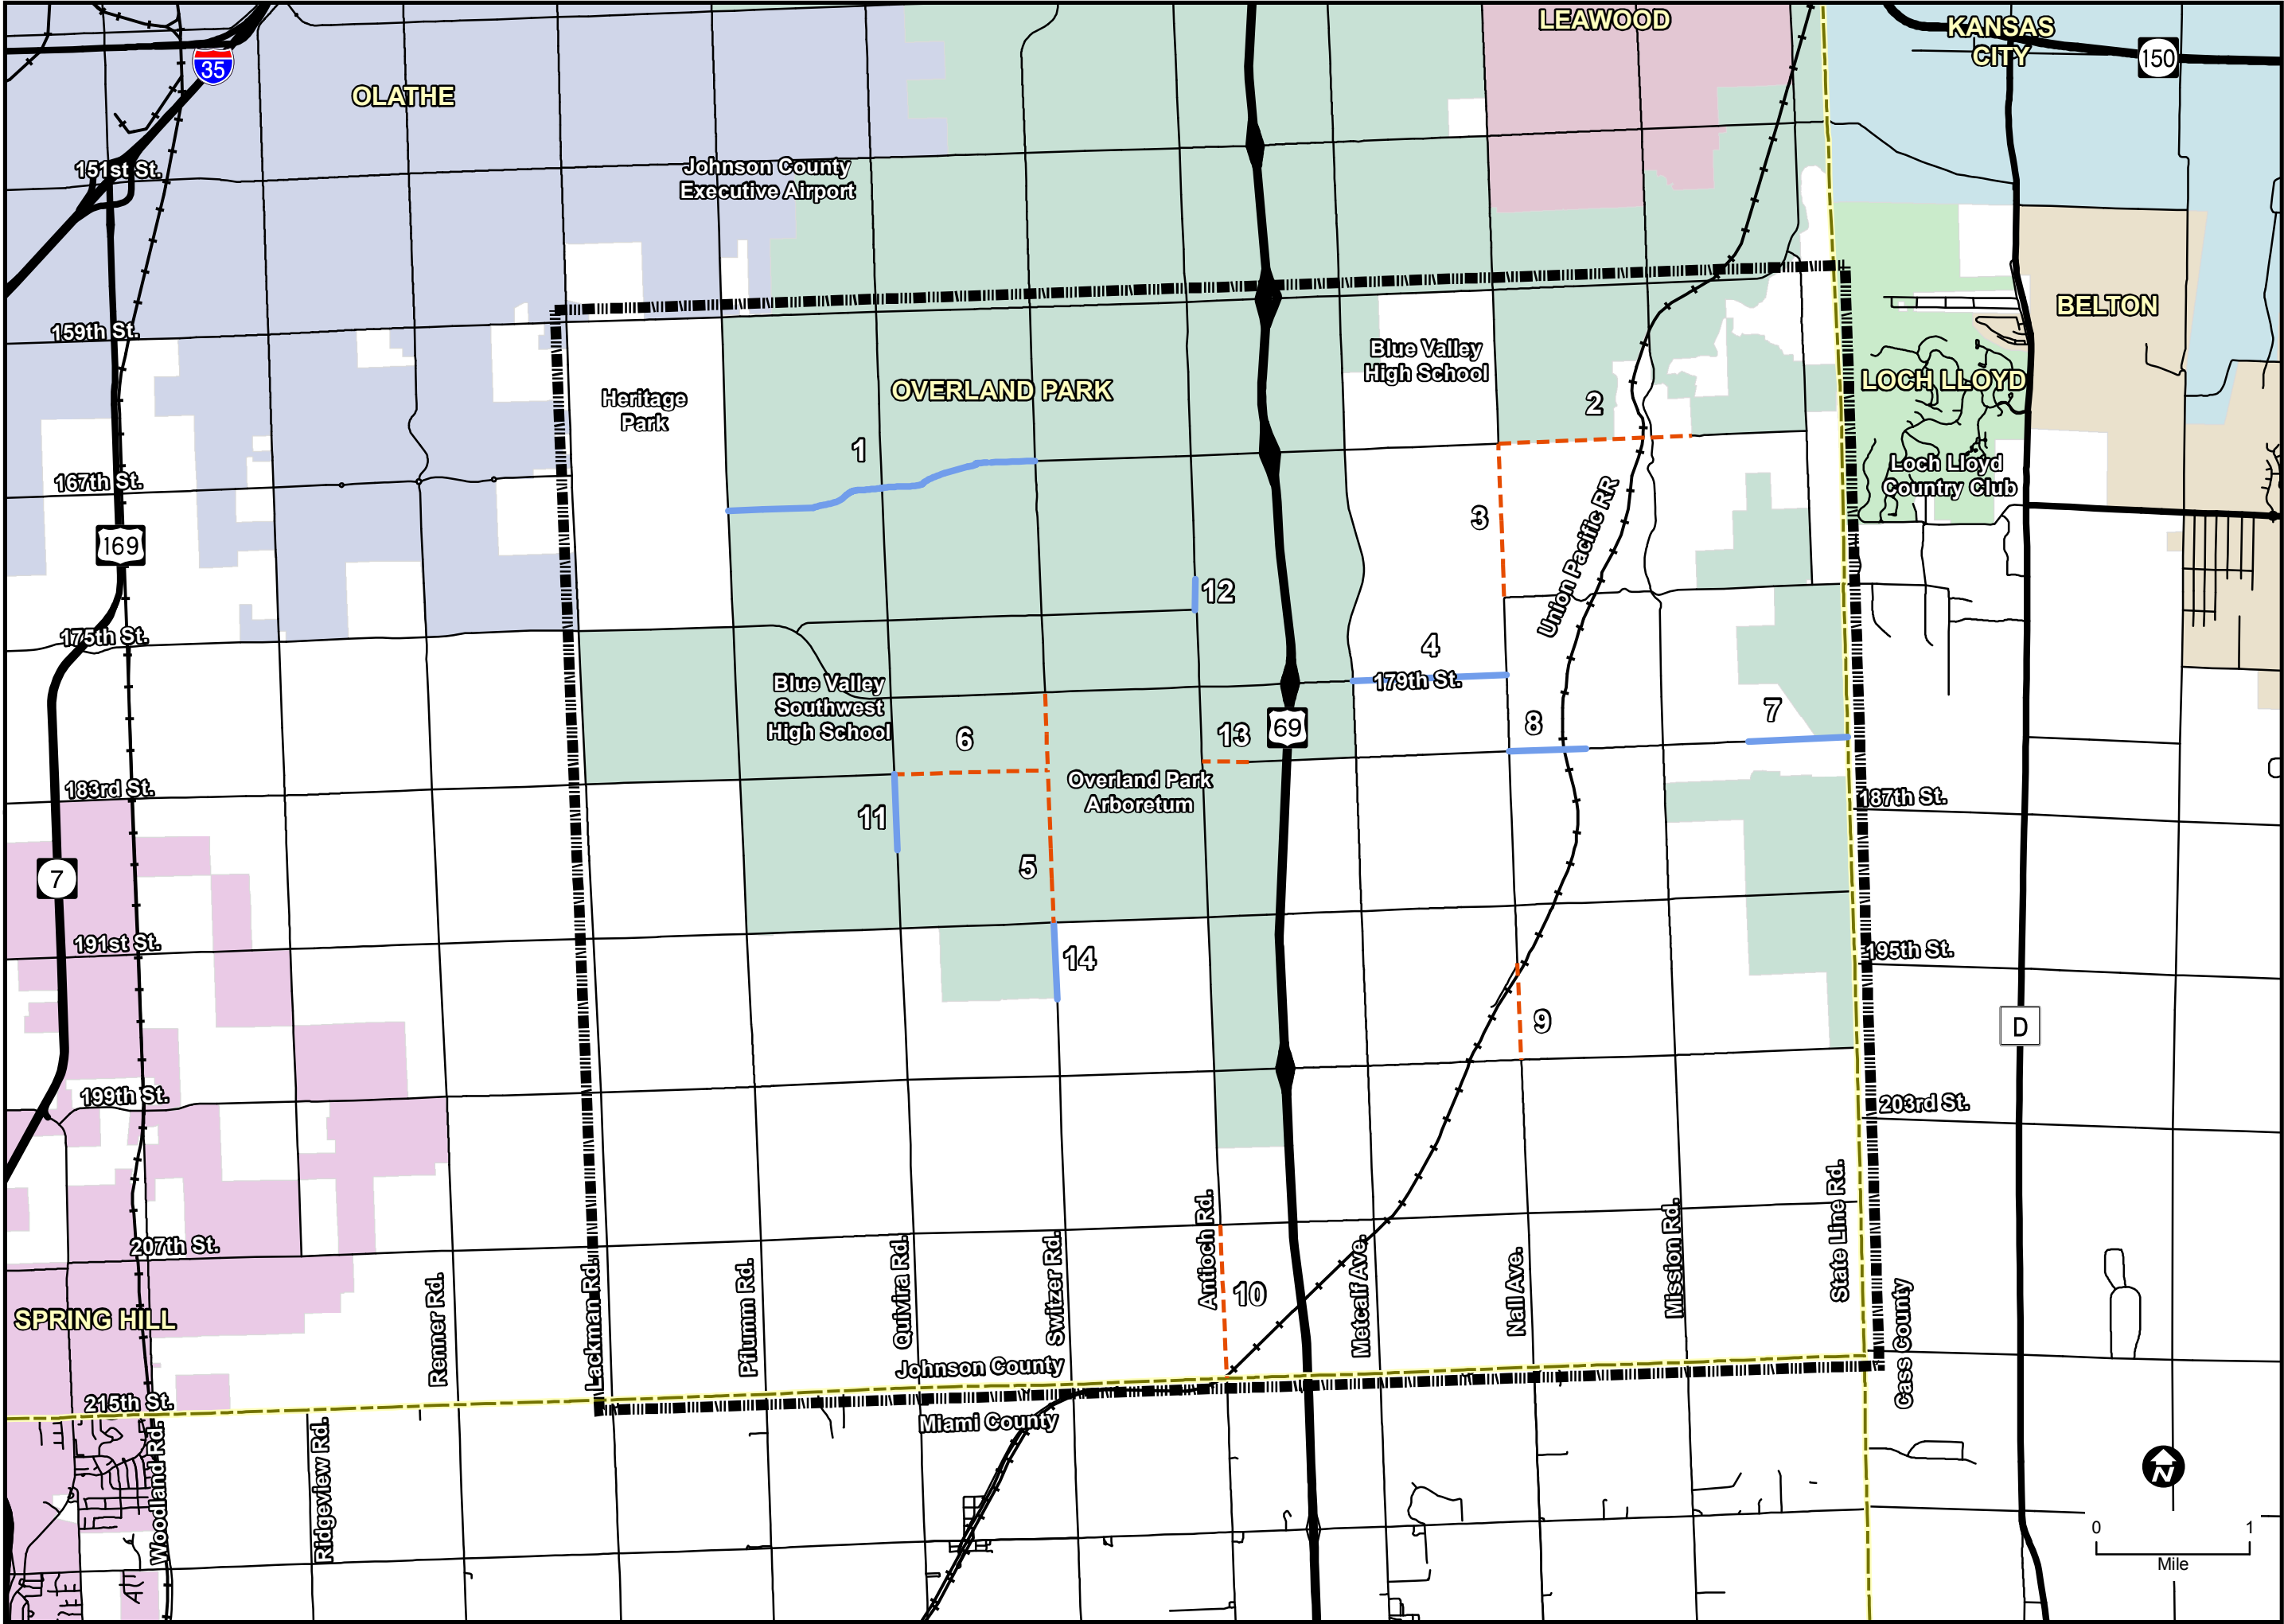 LEAWOOD
KANSAS
CITY
150
35
OLATHE
151st St.
Johnson County
Executive Airport
BELTON
159th St.
Blue Valley
High School
LOCH LLOYD
OVERLAND PARK
Heritage
Park
2
1
Loch Lloyd
Country Club
167th St.
3
Union Pacific RR
169
12
175th St.
4
179th St.
Blue Valley
Southwest
High School
69
7
8
13
6
Overland Park
Arboretum
183rd St.
187th St.
11
5
7
191st St.
195th St.
14
9
D
199th St.
203rd St.
207th St.
10
SPRING HILL
Renner Rd.
Lackman Rd.
Pflumm Rd.
Quivira Rd.
Switzer Rd.
Antioch Rd.
Metcalf Ave.
Nall Ave.
Mission Rd.
State Line Rd.
Cass County
Johnson County
Miami County
215th St.
Woodland Rd.
Ridgeview Rd.
N
0 1
Mile